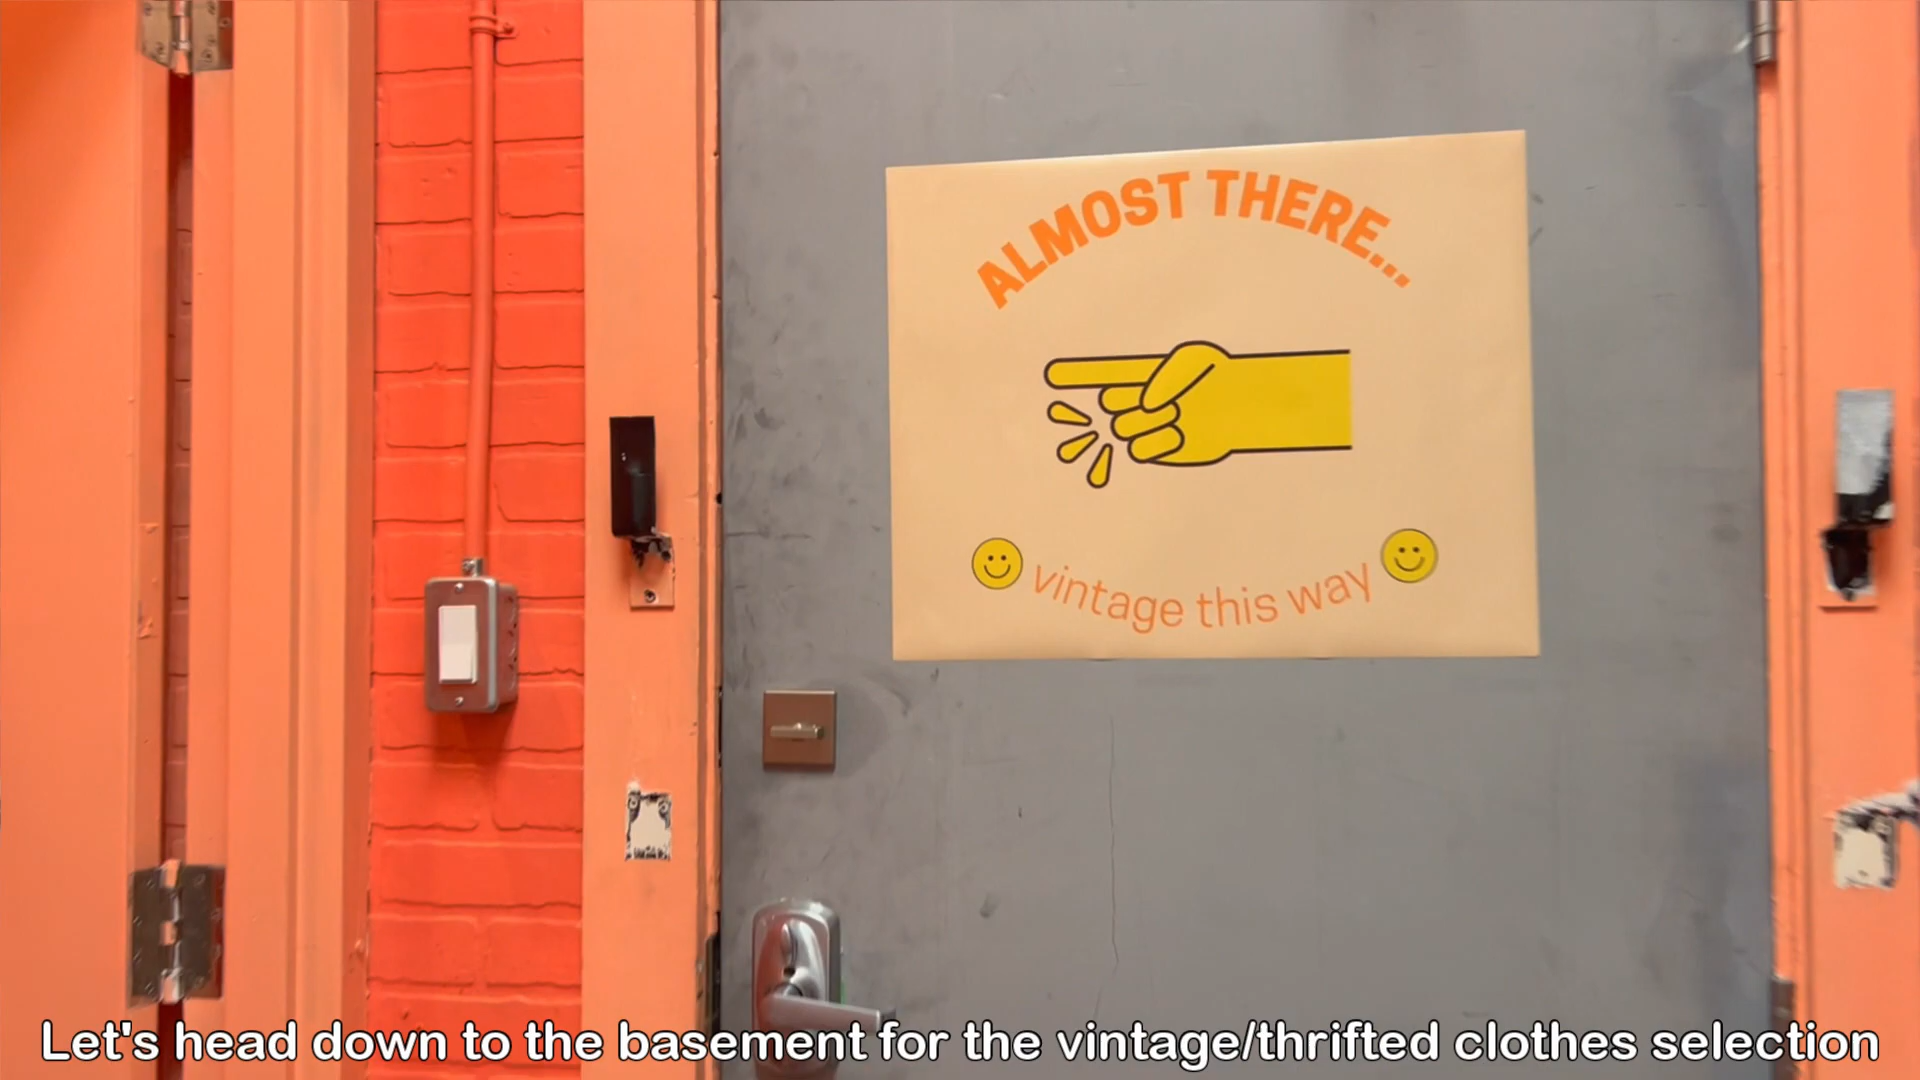 ALMOST THERE...
vintage this way
Let's head down to the basement for the vintage/thrifted clothes selection